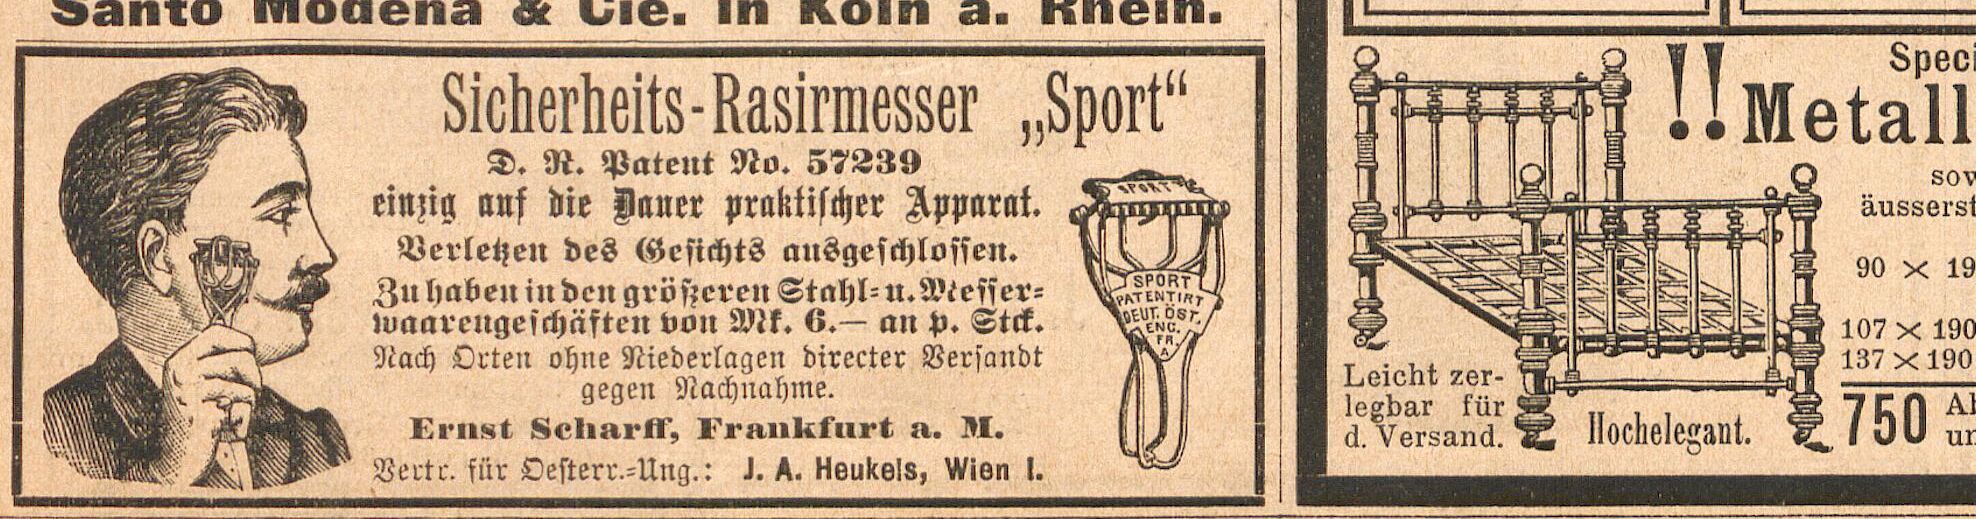 Santo Modena & Cie. in Köln a. Rhein.
Sicherheits-Rasirmesser „Sport“
D. R. Patent No. 57239
einzig auf die Dauer praktischer Apparat.
Verletzen des Gesichts ausgeschlossen.
Zu haben in den größeren Stahl- u. Messer-
waarengeschäften von Mk. 6.— an p. Stck.
Nach Orten ohne Niederlagen directer Versandt
gegen Nachnahme.
Ernst Scharff, Frankfurt a. M.
Vertr. für Oesterr.-Ung.: J. A. Heukels, Wien I.
SPORT
SPORT
PATENTIRT
DEUT. ÖST.
ENG.
FR.
A
Speci
!! Metall
sow
äusserst
90 × 19
107 × 190
137 × 190
Leicht zer-
legbar für
d. Versand.
Hochelegant.
750
un